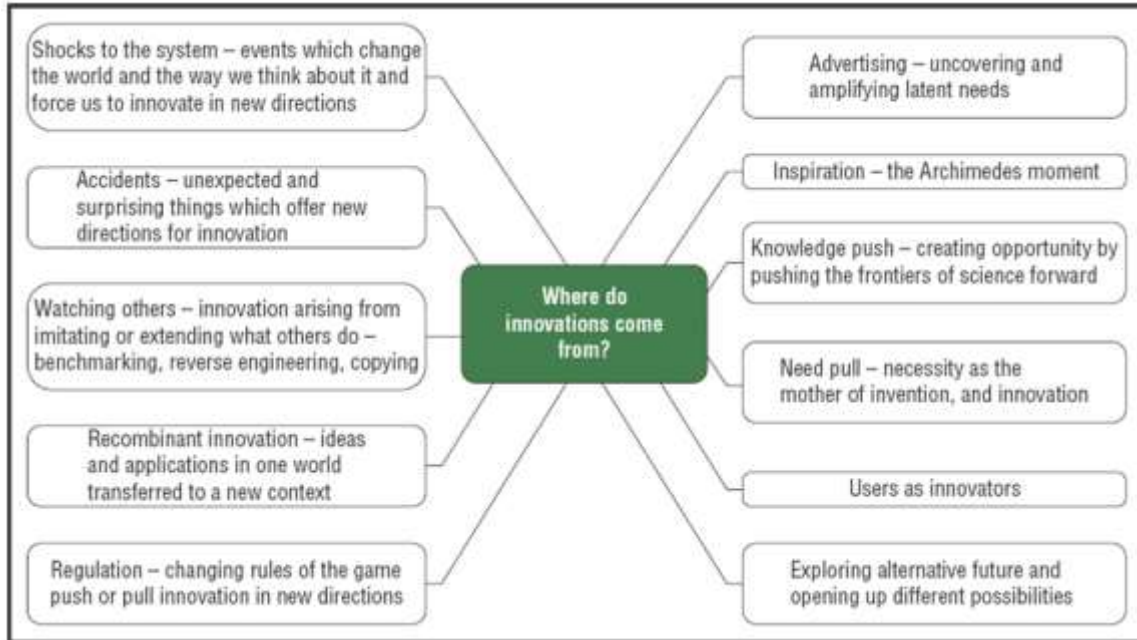 Shocks to the system – events which change
the world and the way we think about it and
force us to innovate in new directions
Accidents – unexpected and
surprising things which offer new
directions for innovation
Watching others – innovation arising from
imitating or extending what others do –
benchmarking, reverse engineering, copying
Recombinant innovation – ideas
and applications in one world
transferred to a new context
Regulation – changing rules of the game
push or pull innovation in new directions
Where do
innovations come
from?
Advertising – uncovering and
amplifying latent needs
Inspiration – the Archimedes moment
Knowledge push – creating opportunity by
pushing the frontiers of science forward
Need pull – necessity as the
mother of invention, and innovation
Users as innovators
Exploring alternative future and
opening up different possibilities